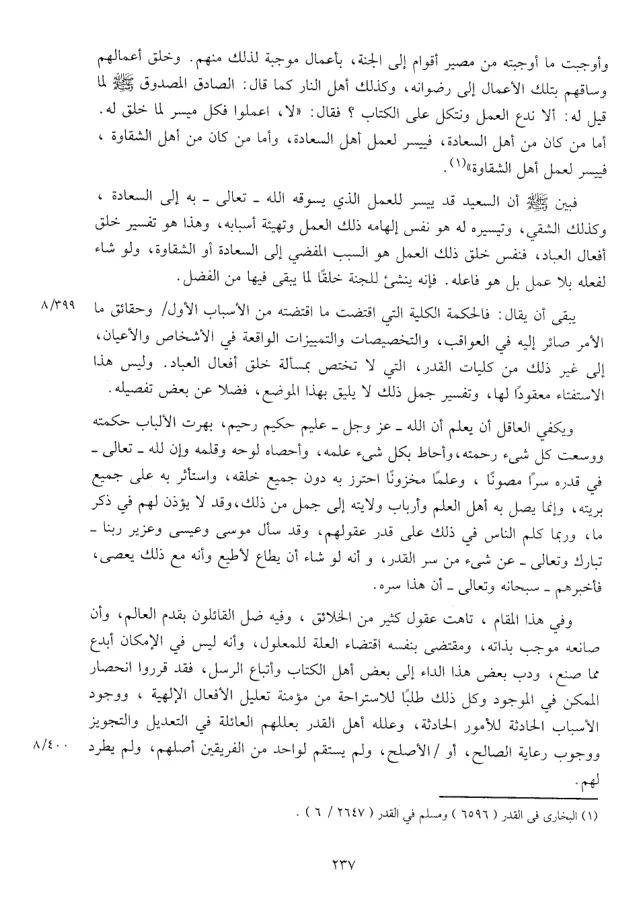 وأوجبت ما أوجبته من مصير أقوام إلى الجنة، بأعمال موجبة لذلك منهم. وخلق أعمالهم
وساقهم بتلك الأعمال إلى رضوانه، وكذلك أهل النار كما قال: الصادق المصدوق ﷺ لما
قيل له: ألا ندع العمل ونتكل على الكتاب ؟ فقال: «لا، اعملوا فكل ميسر لما خلق له.
أما من كان من أهل السعادة، فييسر لعمل أهل السعادة، وأما من كان من أهل الشقاوة ،
فييسر لعمل أهل الشقاوة»(١).
فبين ﷺ أن السعيد قد ييسر للعمل الذي يسوقه الله ـ تعالى ـ به إلى السعادة ،
وكذلك الشقي، وتيسيره له هو نفس إلهامه ذلك العمل وتهيئة أسبابه، وهذا هو تفسير خلق
أفعال العباد، فنفس خلق ذلك العمل هو السبب المفضي إلى السعادة أو الشقاوة، ولو شاء
لفعله بلا عمل بل هو فاعله. فإنه ينشئ للجنة خلقًا لما يبقى فيها من الفضل.
يبقى أن يقال: فالحكمة الكلية التي اقتضت ما اقتضته من الأسباب الأول/ وحقائق ما ٨/٣٩٩
الأمر صائر إليه في العواقب، والتخصيصات والتمييزات الواقعة في الأشخاص والأعيان،
إلى غير ذلك من كليات القدر، التي لا تختص بمسألة خلق أفعال العباد. وليس هذا
الاستفتاء معقودًا لها، وتفسير جمل ذلك لا يليق بهذا الموضع، فضلا عن بعض تفصيله.
ويكفي العاقل أن يعلم أن الله ـ عز وجل ـ عليم حكيم رحيم، بهرت الألباب حكمته
ووسعت كل شىء رحمته،وأحاط بكل شىء علمه، وأحصاه لوحه وقلمه وإن لله ـ تعالى ـ
في قدره سرًا مصونًا ، وعلمًا مخزونًا احترز به دون جميع خلقه، واستأثر به على جميع
بريته، وإنما يصل به أهل العلم وأرباب ولايته إلى جمل من ذلك،وقد لا يؤذن لهم في ذكر
ما، وربما كلم الناس في ذلك على قدر عقولهم، وقد سأل موسى وعيسى وعزير ربنا ـ
تبارك وتعالى ـ عن شىء من سر القدر، و أنه لو شاء أن يطاع لأطيع وأنه مع ذلك يعصى،
فأخبرهم ـ سبحانه وتعالى ـ أن هذا سره.
وفي هذا المقام ، تاهت عقول كثير من الخلائق ، وفيه ضل القائلون بقدم العالم، وأن
صانعه موجب بذاته، ومقتضى بنفسه اقتضاء العلة للمعلول، وأنه ليس في الإمكان أبدع
مما صنع، ودب بعض هذا الداء إلى بعض أهل الكتاب وأتباع الرسل، فقد قرروا انحصار
الممكن في الموجود وكل ذلك طلبًا للاستراحة من مؤمنة تعليل الأفعال الإلهية ، ووجود
الأسباب الحادثة للأمور الحادثة، وعلله أهل القدر بعللهم العائلة في التعديل والتجويز
ووجوب رعاية الصالح، أو /الأصلح، ولم يستقم لواحد من الفريقين أصلهم، ولم يطرد ٨/٤٠٠
لهم.
(١) البخارى فى القدر ( ٦٥٩٦ ) ومسلم في القدر ( ٢٦٤٧ / ٦ ) .
٢٣٧